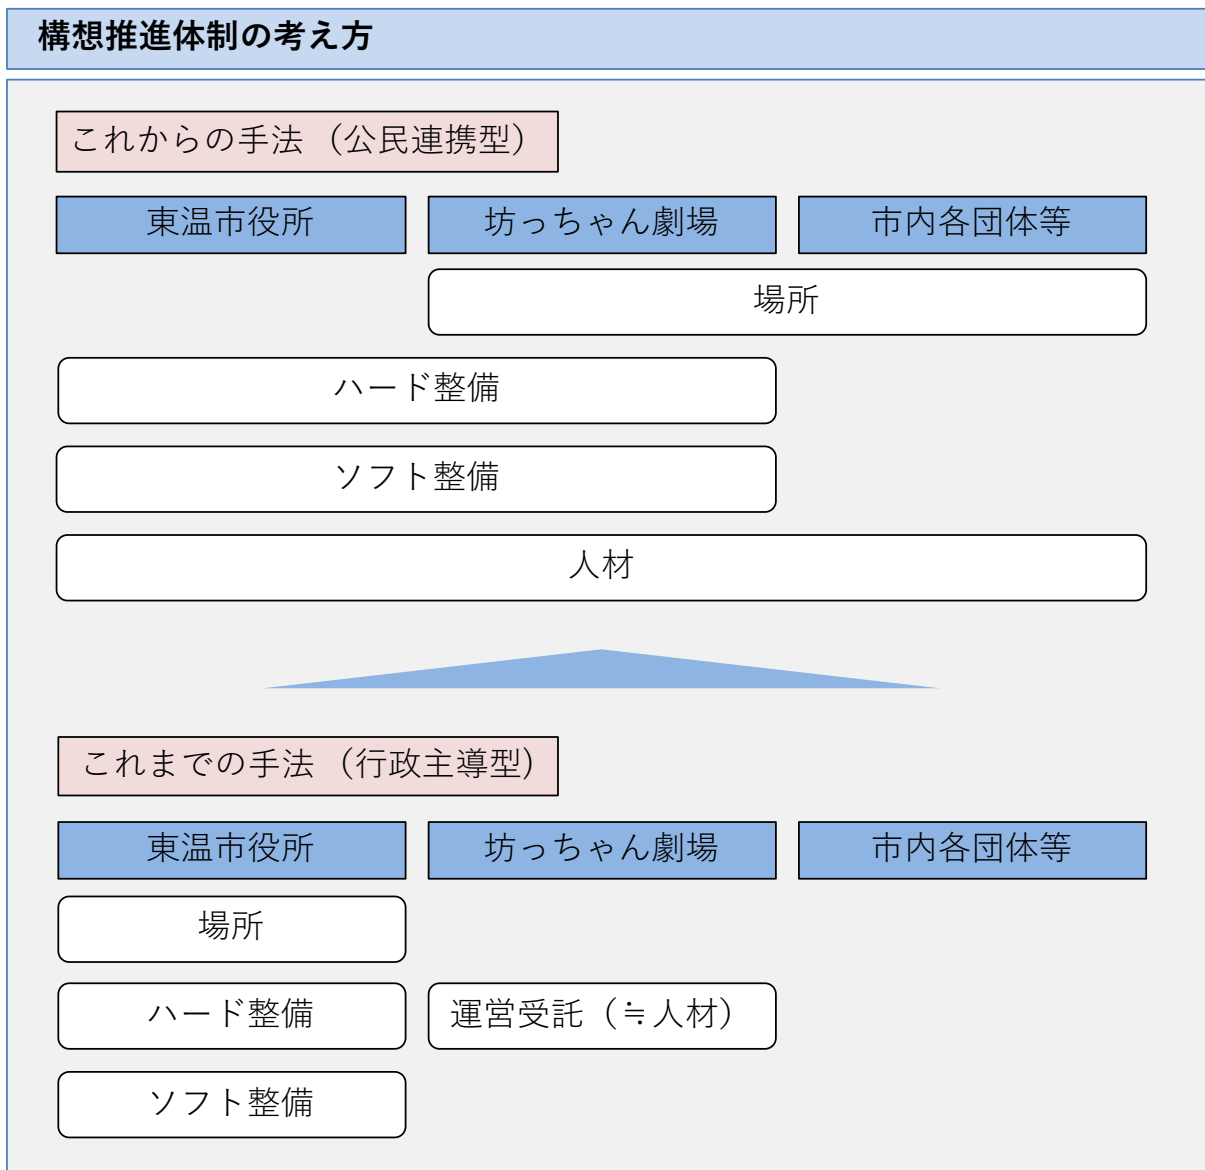 構想推進体制の考え方
これからの手法（公民連携型）
東温市役所
坊っちゃん劇場
市内各団体等
場所
ハード整備
ソフト整備
人材
これまでの手法（行政主導型）
東温市役所
坊っちゃん劇場
市内各団体等
場所
ハード整備
運営受託（≒人材）
ソフト整備